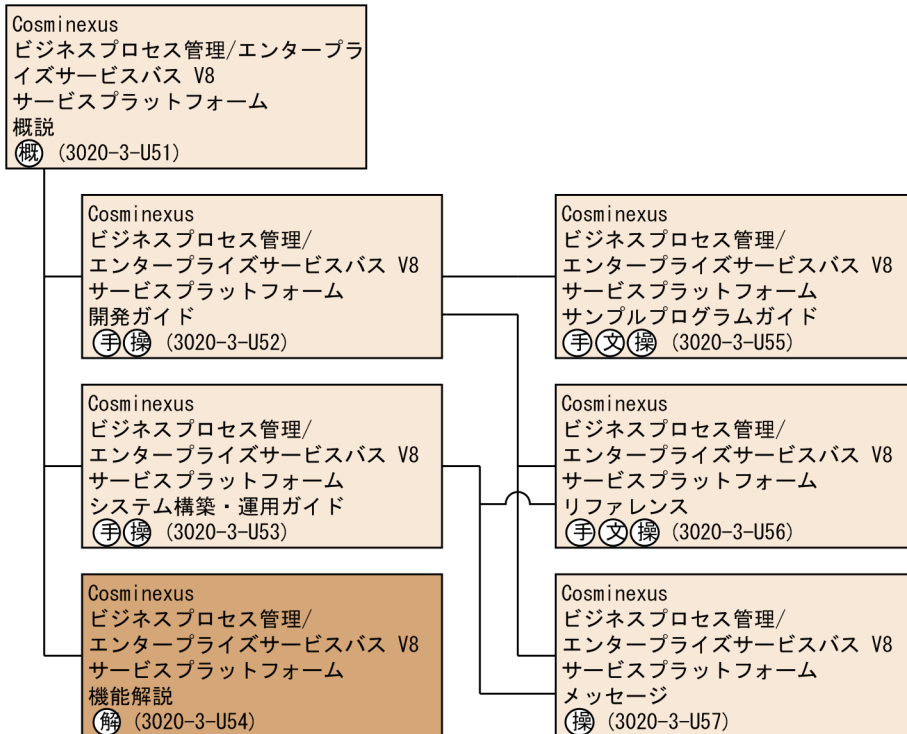 Cosminexus
ビジネスプロセス管理/エンタープラ
イズサービスバス V8
サービスプラットフォーム
概説
概 (3020-3-U51)
Cosminexus
ビジネスプロセス管理/
エンタープライズサービスバス V8
サービスプラットフォーム
開発ガイド
手 操 (3020-3-U52)
Cosminexus
ビジネスプロセス管理/
エンタープライズサービスバス V8
サービスプラットフォーム
サンプルプログラムガイド
手 文 操 (3020-3-U55)
Cosminexus
ビジネスプロセス管理/
エンタープライズサービスバス V8
サービスプラットフォーム
システム構築・運用ガイド
手 操 (3020-3-U53)
Cosminexus
ビジネスプロセス管理/
エンタープライズサービスバス V8
サービスプラットフォーム
リファレンス
手 文 操 (3020-3-U56)
Cosminexus
ビジネスプロセス管理/
エンタープライズサービスバス V8
サービスプラットフォーム
機能解説
解 (3020-3-U54)
Cosminexus
ビジネスプロセス管理/
エンタープライズサービスバス V8
サービスプラットフォーム
メッセージ
操 (3020-3-U57)